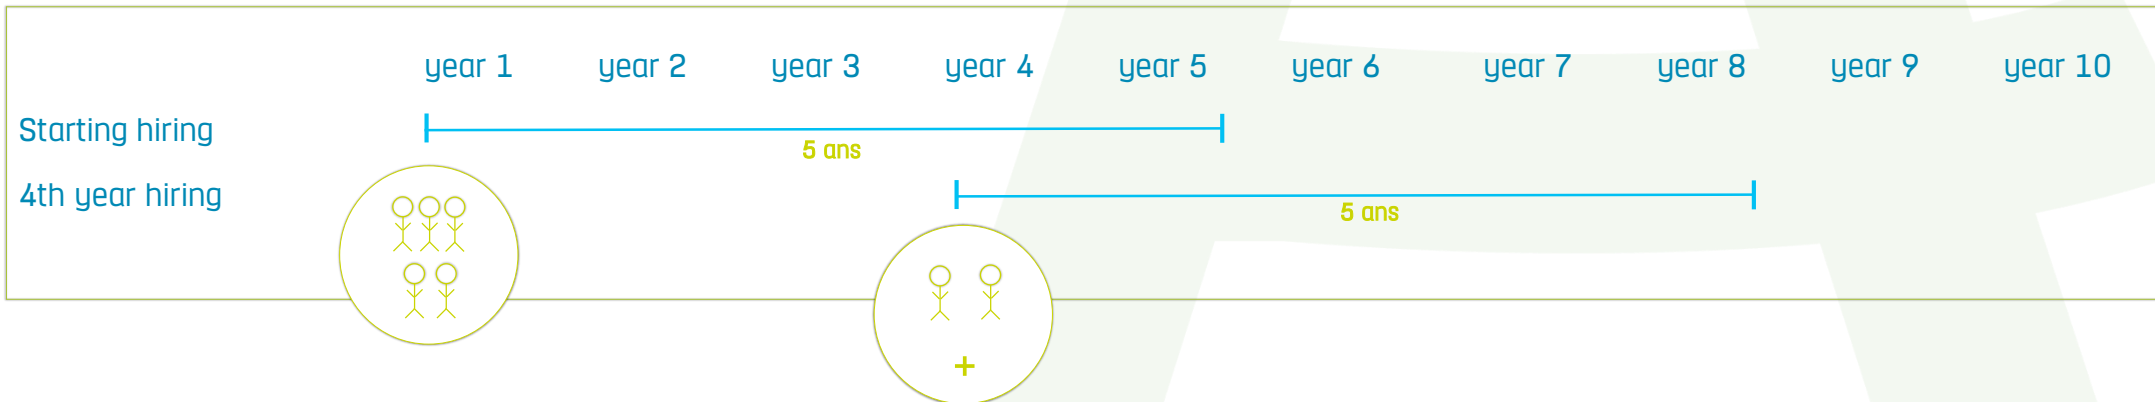 year 1 year 2 year 3 year 4 year 5 year 6 year 7 year 8 year 9 year 10
Starting hiring
5 ans
4th year hiring
5 ans
+